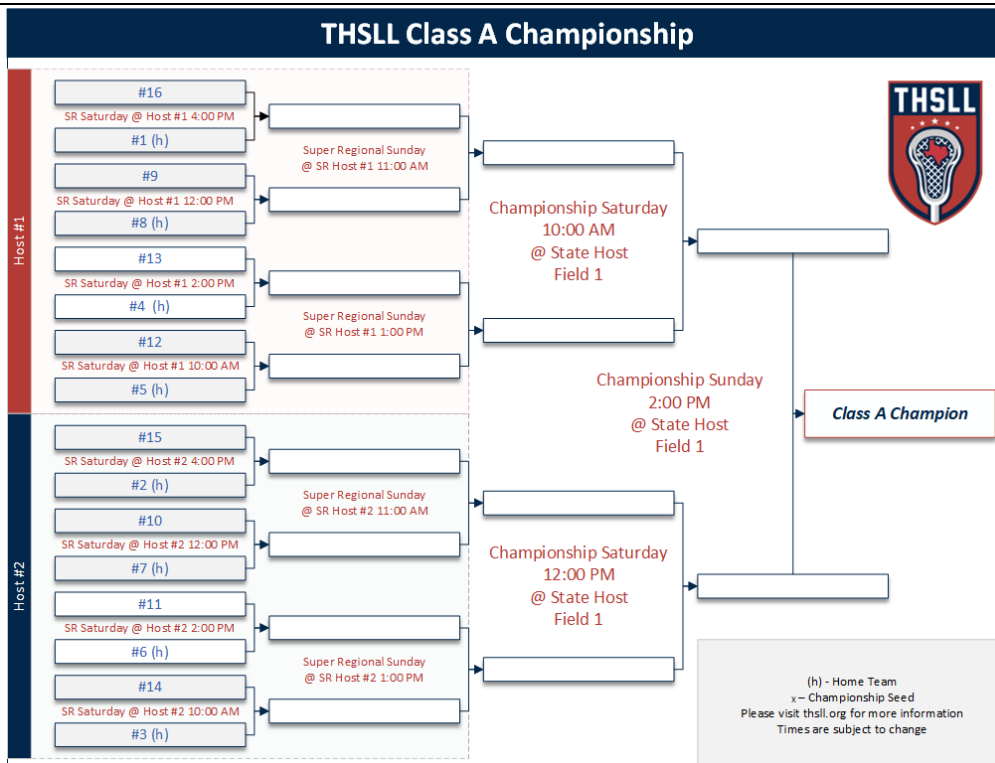 THSLL Class A Championship
Host #1
#16
SR Saturday @ Host #1 4:00 PM
#1 (h)
#9
SR Saturday @ Host #1 12:00 PM
#8 (h)
#13
SR Saturday @ Host #1 2:00 PM
#4 (h)
#12
SR Saturday @ Host #1 10:00 AM
#5 (h)
Super Regional Sunday
@ SR Host #1 11:00 AM
Super Regional Sunday
@ SR Host #1 1:00 PM
Championship Saturday
10:00 AM
@ State Host
Field 1
Host #2
#15
SR Saturday @ Host #2 4:00 PM
#2 (h)
#10
SR Saturday @ Host #2 12:00 PM
#7 (h)
#11
SR Saturday @ Host #2 2:00 PM
#6 (h)
#14
SR Saturday @ Host #2 10:00 AM
#3 (h)
Super Regional Sunday
@ SR Host #2 11:00 AM
Super Regional Sunday
@ SR Host #2 1:00 PM
Championship Saturday
12:00 PM
@ State Host
Field 1
Championship Sunday
2:00 PM
@ State Host
Field 1
Class A Champion
THSLL
(h) - Home Team
x – Championship Seed
Please visit thsll.org for more information
Times are subject to change